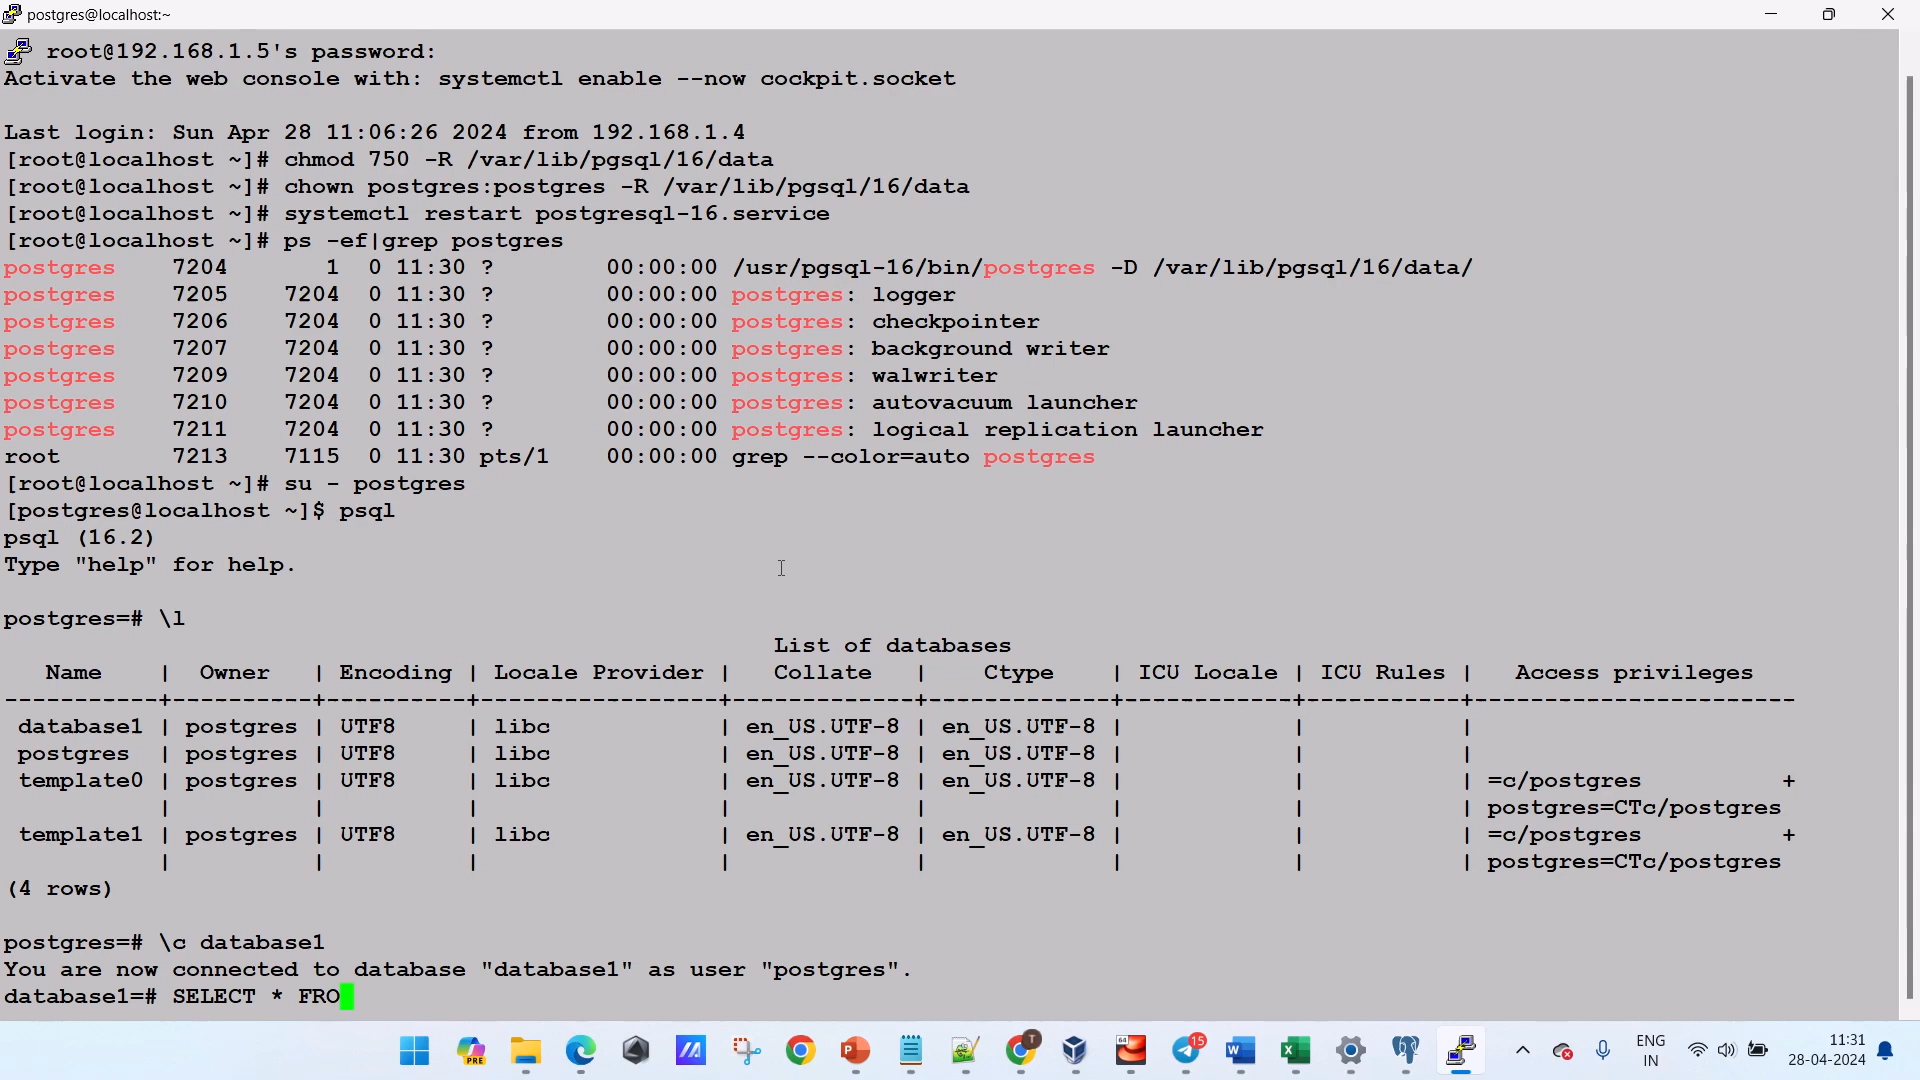 postgres@localhost:~
root@192.168.1.5's password:
Activate the web console with: systemctl enable --now cockpit.socket
Last login: Sun Apr 28 11:06:26 2024 from 192.168.1.4
[root@localhost ~]# chmod 750 -R /var/lib/pgsql/16/data
[root@localhost ~]# chown postgres:postgres -R /var/lib/pgsql/16/data
[root@localhost ~]# systemctl restart postgresql-16.service
[root@localhost ~]# ps -ef|grep postgres
postgres    7204       1  0 11:30 ?        00:00:00 /usr/pgsql-16/bin/postgres -D /var/lib/pgsql/16/data/
postgres    7205    7204  0 11:30 ?        00:00:00 postgres: logger
postgres    7206    7204  0 11:30 ?        00:00:00 postgres: checkpointer
postgres    7207    7204  0 11:30 ?        00:00:00 postgres: background writer
postgres    7209    7204  0 11:30 ?        00:00:00 postgres: walwriter
postgres    7210    7204  0 11:30 ?        00:00:00 postgres: autovacuum launcher
postgres    7211    7204  0 11:30 ?        00:00:00 postgres: logical replication launcher
root        7213    7115  0 11:30 pts/1    00:00:00 grep --color=auto postgres
[root@localhost ~]# su - postgres
[postgres@localhost ~]$ psql
psql (16.2)
Type "help" for help.
postgres=# \l
List of databases
Name | Owner | Encoding | Locale Provider | Collate | Ctype | ICU Locale | ICU Rules | Access privileges
-----------+----------+----------+-----------------+-------------+-------------+------------+-----------+-----------------------
database1 | postgres | UTF8 | libc | en_US.UTF-8 | en_US.UTF-8 | | |
postgres | postgres | UTF8 | libc | en_US.UTF-8 | en_US.UTF-8 | | |
template0 | postgres | UTF8 | libc | en_US.UTF-8 | en_US.UTF-8 | | | =c/postgres +
| | | | | | | | postgres=CTc/postgres
template1 | postgres | UTF8 | libc | en_US.UTF-8 | en_US.UTF-8 | | | =c/postgres +
| | | | | | | | postgres=CTc/postgres
(4 rows)
postgres=# \c database1
You are now connected to database "database1" as user "postgres".
database1=# SELECT * FRO
PRE
T
64
15
ENG
IN
11:31
28-04-2024